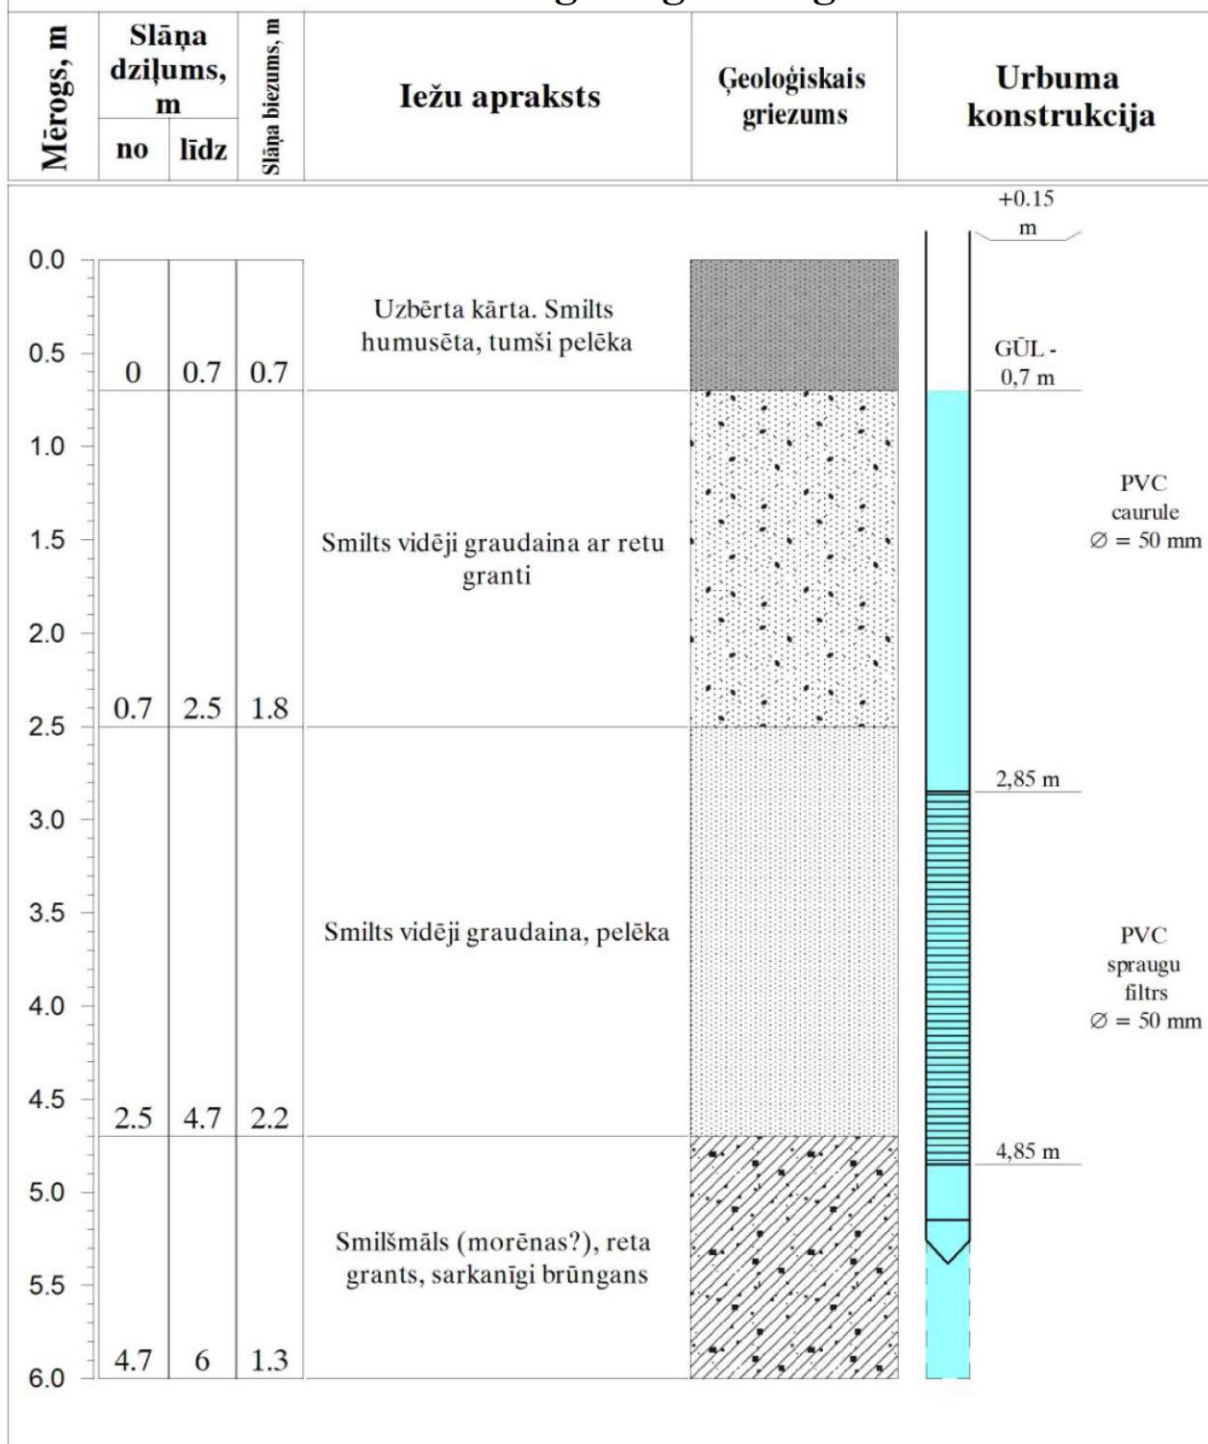 Mērogs, m
Slāņa
dziļums,
m
no
līdz
Slāņa biezums, m
Iežu apraksts
Ģeoloģiskais
griezums
Urbuma
konstrukcija
+0.15
m
0.0
Uzbērta kārta. Smilts
humusēta, tumši pelēka
0.5
0 0.7 0.7
GŪL -
0,7 m
1.0
PVC
caurule
Ø = 50 mm
1.5
Smilts vidēji graudaina ar retu
granti
2.0
0.7 2.5 1.8
2.5
2,85 m
3.0
3.5
Smilts vidēji graudaina, pelēka
PVC
spraugu
filtrs
Ø = 50 mm
4.0
4.5
2.5 4.7 2.2
4,85 m
5.0
Smilšmāls (morēnas?), reta
grants, sarkanīgi brūngans
5.5
4.7 6 1.3
6.0